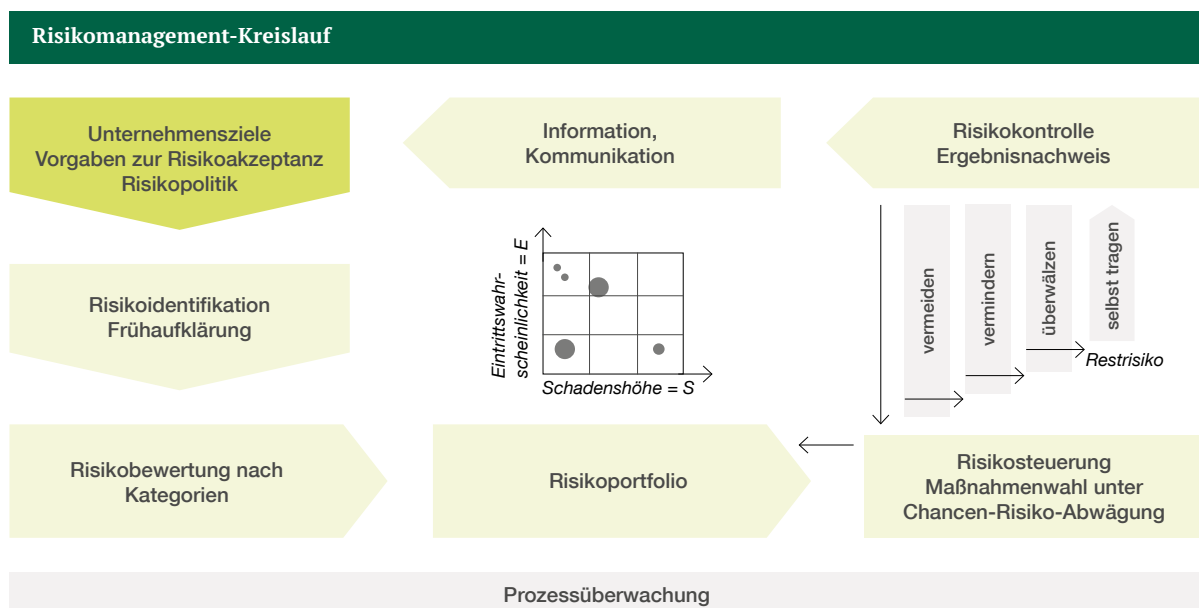 Risikomanagement-Kreislauf
Unternehmensziele
Vorgaben zur Risikoakzeptanz
Risikopolitik
Information,
Kommunikation
Risikokontrolle
Ergebnisnachweis
Risikoidentifikation
Frühaufklärung
Eintrittswahr-
scheinlichkeit = E
Schadenshöhe = S
vermeiden
vermindern
überwälzen
selbst tragen
Restrisiko
Risikobewertung nach
Kategorien
Risikoportfolio
Risikosteuerung
Maßnahmenwahl unter
Chancen-Risiko-Abwägung
Prozessüberwachung